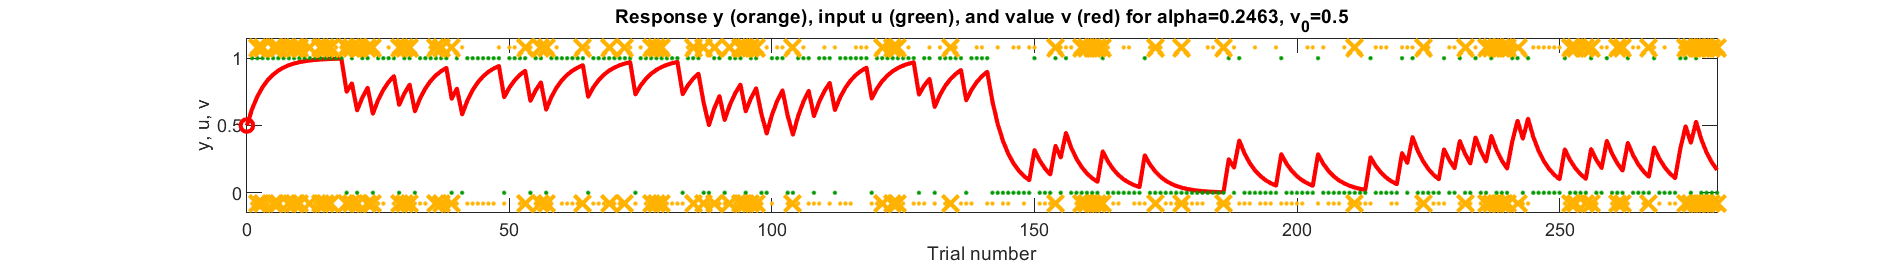 Response y (orange), input u (green), and value v (red) for alpha=0.2463, v₀=0.5
y, u, v
1
0.5
0
0 50 100 150 200 250
Trial number